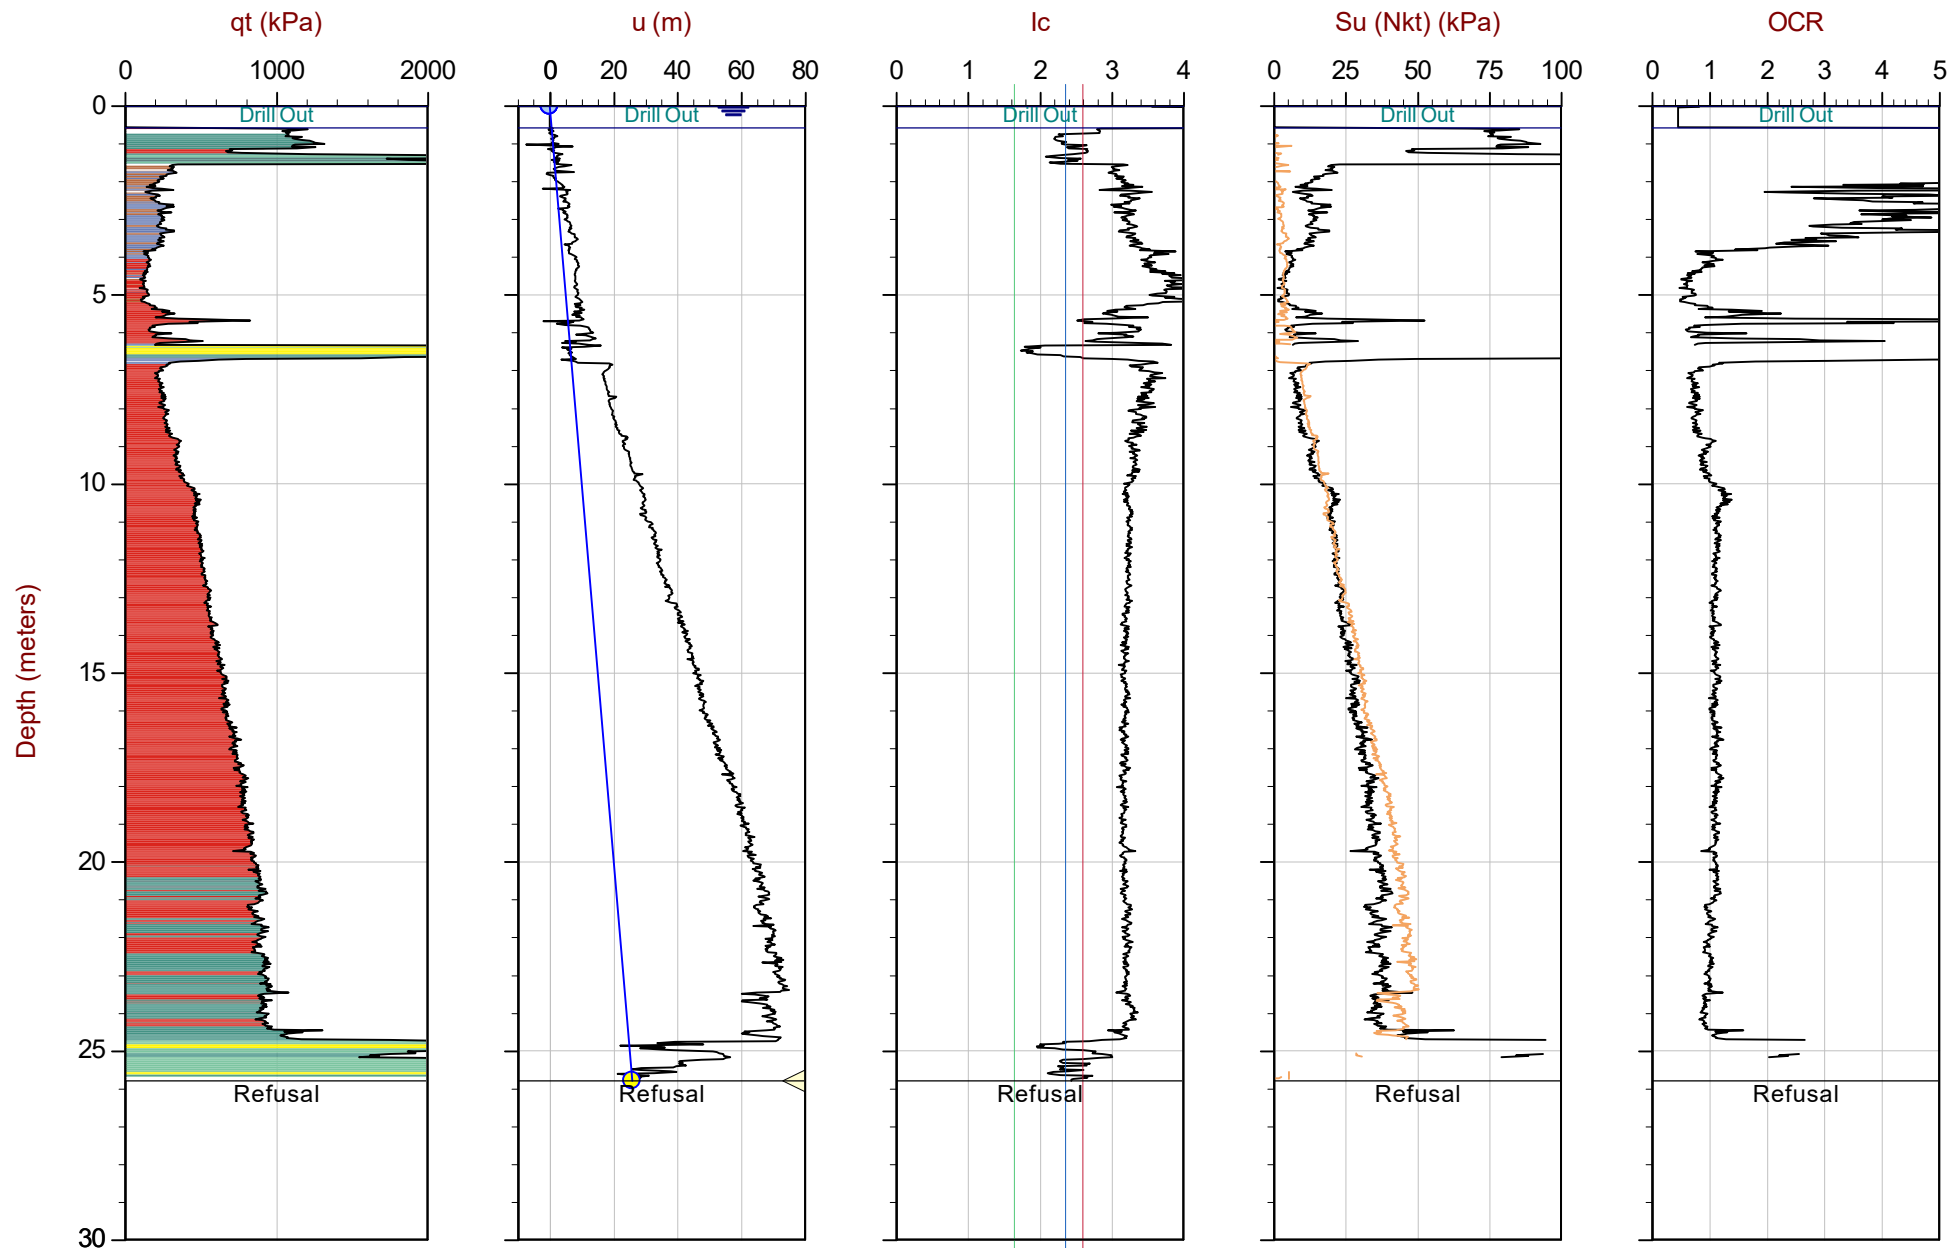 qt (kPa) u (m) Ic Su (Nkt) (kPa) OCR
0 1000 2000 0 20 40 60 80 0 1 2 3 4 0 25 50 75 100 0 1 2 3 4 5
0 Drill Out Drill Out Drill Out Drill Out Drill Out
5
10
Depth (meters)
15
20
25
Refusal Refusal Refusal Refusal Refusal
30